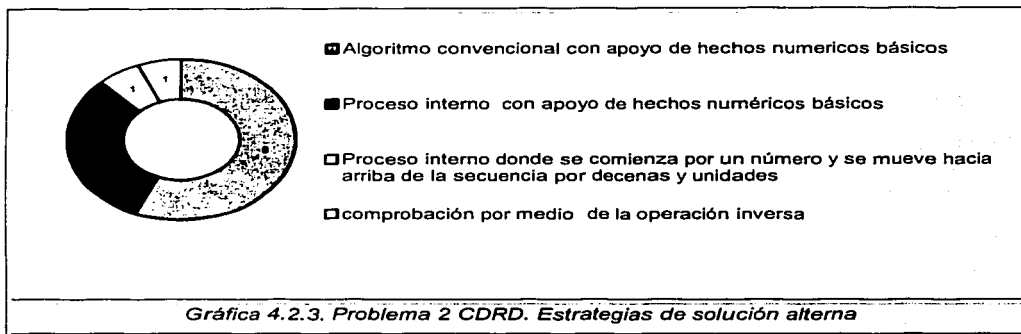 Algoritmo convencional con apoyo de hechos numericos básicos
Proceso interno con apoyo de hechos numéricos básicos
Proceso interno donde se comienza por un número y se mueve hacia
arriba de la secuencia por decenas y unidades
comprobación por medio de la operación inversa
Gráfica 4.2.3. Problema 2 CDRD. Estrategias de solución alterna